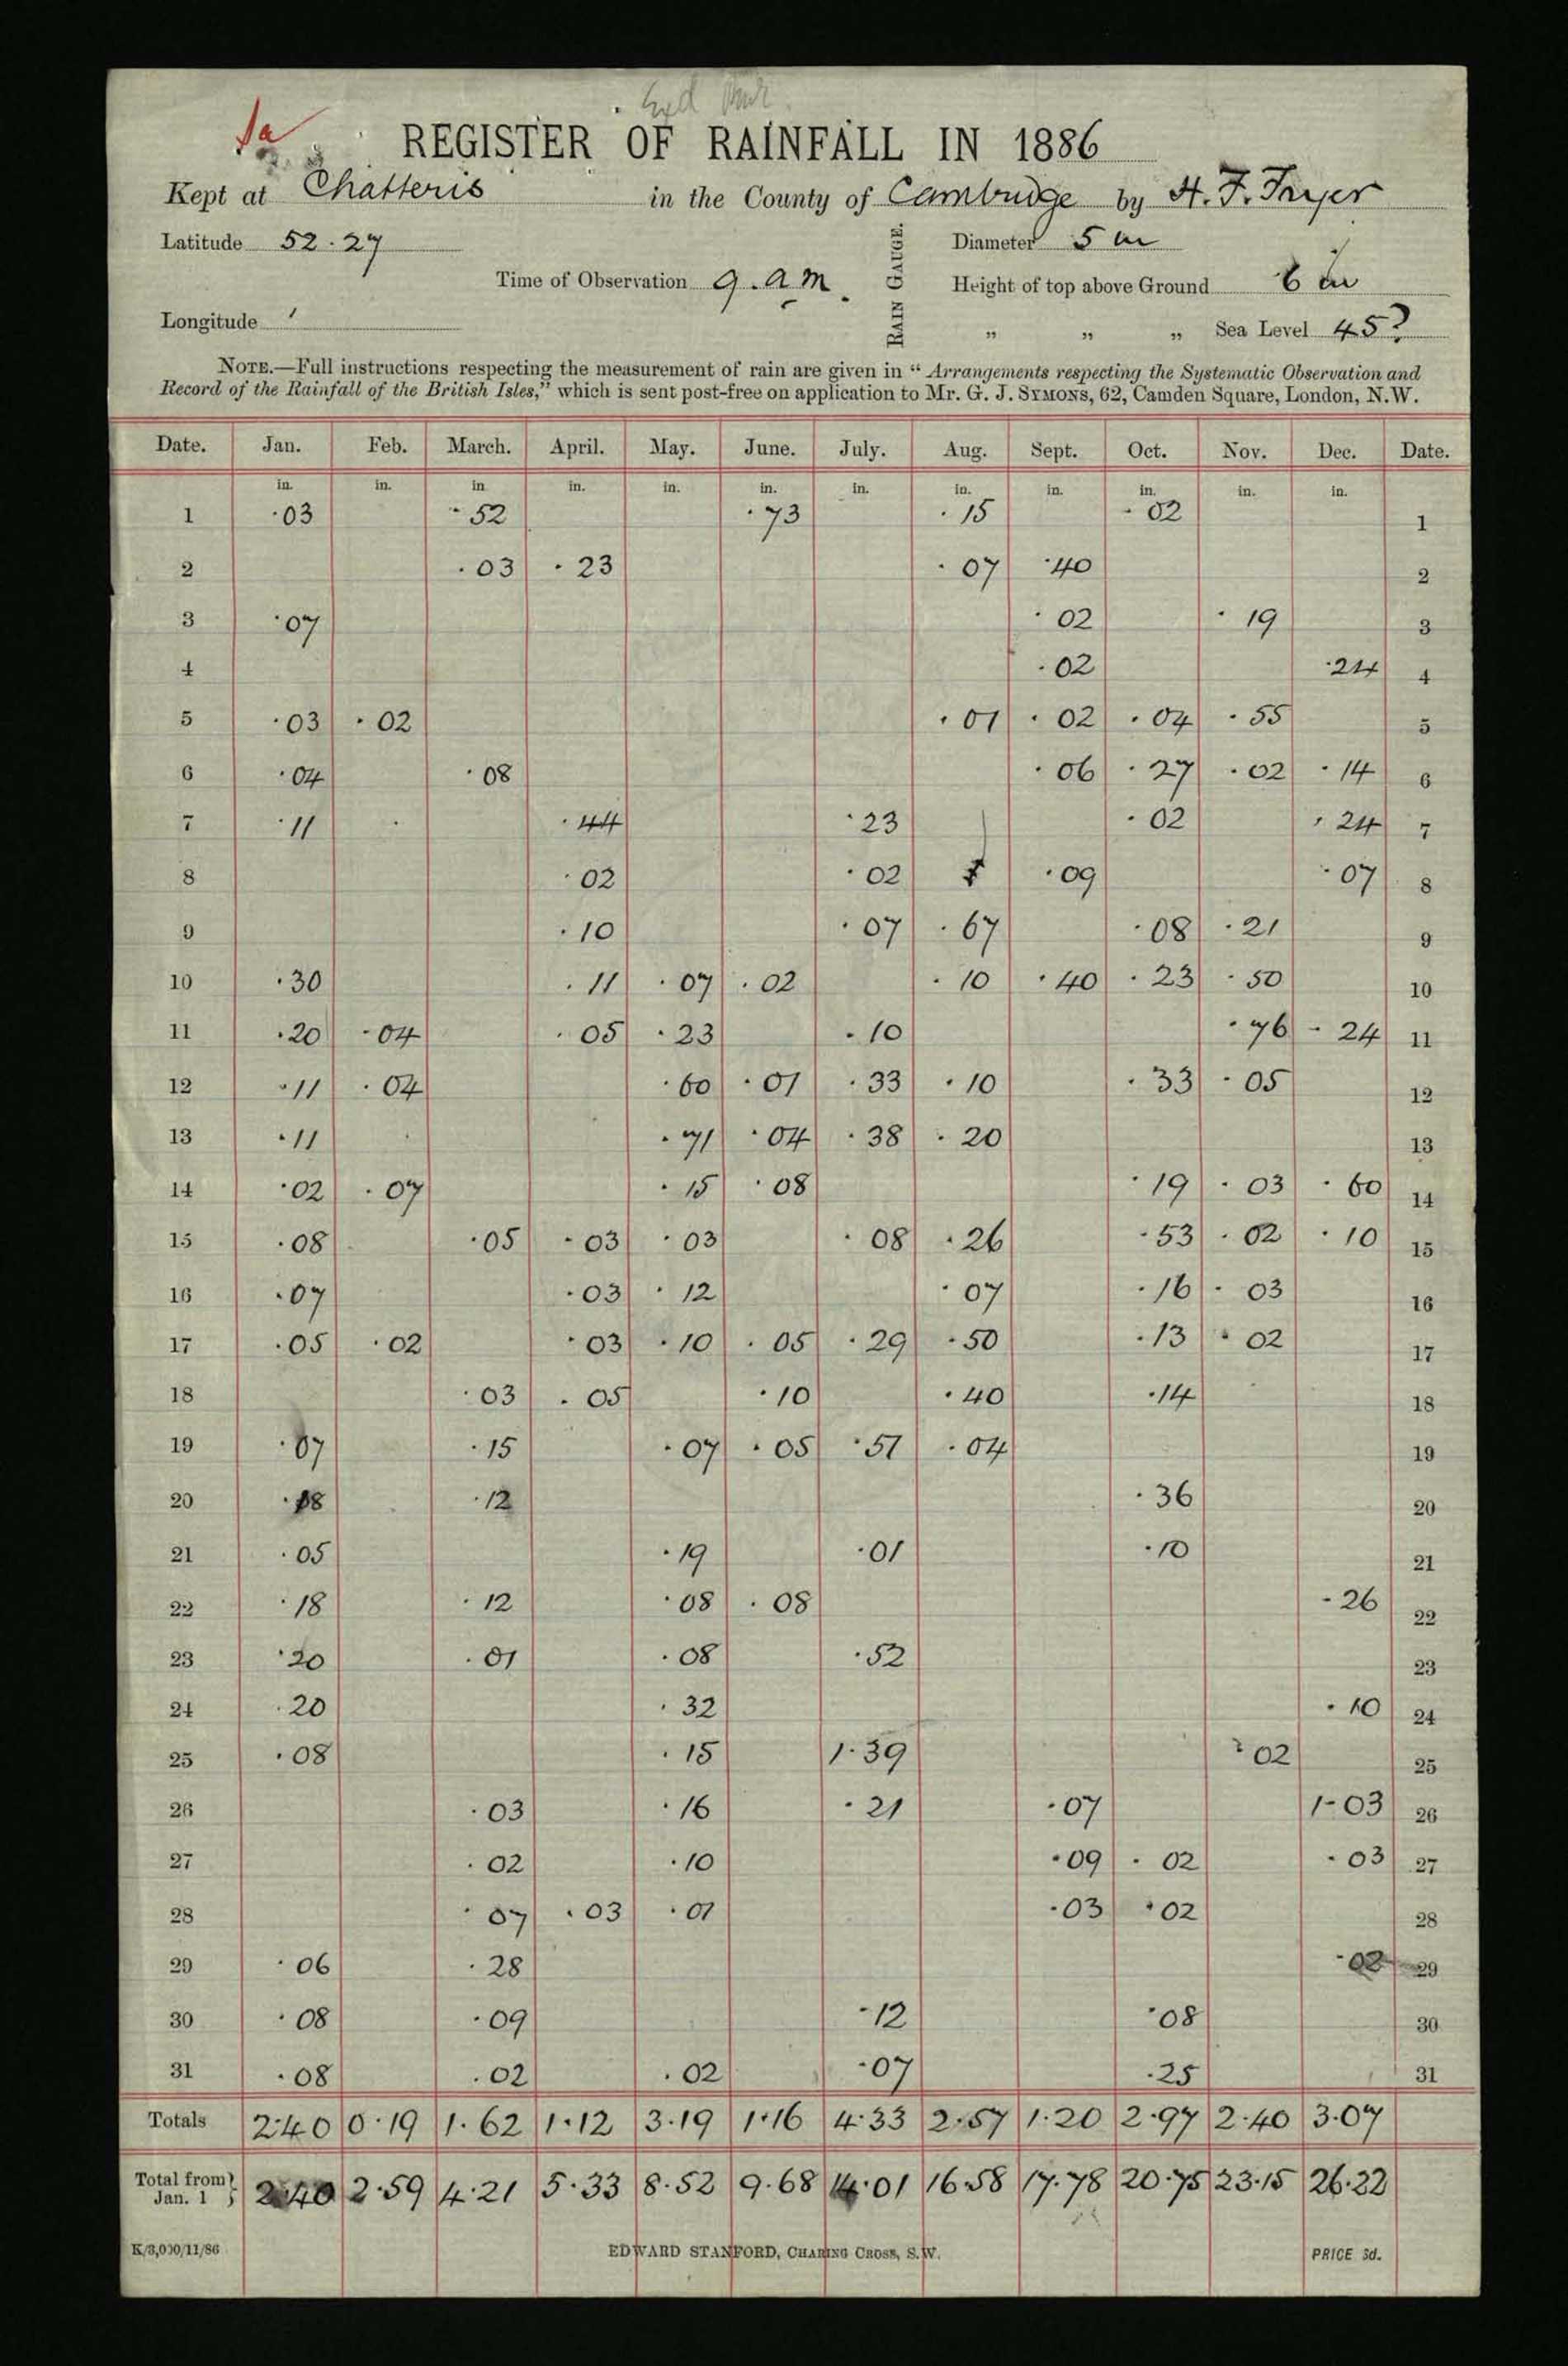 1a
REGISTER OF RAINFALL IN 1886
Kept at Chatteris in the County of Cambridge by H. F. Fryer
Latitude 52.27
Time of Observation 9.a.m.
Longitude
RAIN GAUGE.
Diameter 5 in
Height of top above Ground 6 in
" " " Sea Level 45?
NOTE.—Full instructions respecting the measurement of rain are given in “Arrangements respecting the Systematic Observation and
Record of the Rainfall of the British Isles,” which is sent post-free on application to Mr. G. J. SYMONS, 62, Camden Square, London, N.W.
Date. Jan. Feb. March. April. May. June. July. Aug. Sept. Oct. Nov. Dec. Date.
in. in. in in. in. in. in. in. in. in. in. in.
1 ·03 ·52 ·73 ·15 ·02 1
2 ·03 ·23 ·07 ·40 2
3 ·07 ·02 ·19 3
4 ·02 ·24 4
5 ·03 ·02 ·01 ·02 ·04 ·55 5
6 ·04 ·08 ·06 ·27 ·02 ·14 6
7 ·11 ·44 ·23 ·02 ·24 7
8 ·02 ·02 ·09 ·07 8
9 ·10 ·07 ·67 ·08 ·21 9
10 ·30 ·11 ·07 ·02 ·10 ·40 ·23 ·50 10
11 ·20 ·04 ·05 ·23 ·10 ·76 ·24 11
12 ·11 ·04 ·60 ·01 ·33 ·10 ·33 ·05 12
13 ·11 ·71 ·04 ·38 ·20 13
14 ·02 ·07 ·15 ·08 ·19 ·03 ·60 14
15 ·08 ·05 ·03 ·03 ·08 ·26 ·53 ·02 ·10 15
16 ·07 ·03 ·12 ·07 ·16 ·03 16
17 ·05 ·02 ·03 ·10 ·05 ·29 ·50 ·13 ·02 17
18 ·03 ·05 ·10 ·40 ·14 18
19 ·07 ·15 ·07 ·05 ·51 ·04 19
20 ·18 ·12 ·36 20
21 ·05 ·19 ·01 ·10 21
22 ·18 ·12 ·08 ·08 ·26 22
23 ·20 ·01 ·08 ·52 23
24 ·20 ·32 ·10 24
25 ·08 ·15 1·39 ·02 25
26 ·03 ·16 ·21 ·07 1·03 26
27 ·02 ·10 ·09 ·02 ·03 27
28 ·07 ·03 ·01 ·03 ·02 28
29 ·06 ·28 ·02 29
30 ·08 ·09 ·12 ·08 30
31 ·08 ·02 ·02 ·07 ·25 31
Totals 2·40 0·19 1·62 1·12 3·19 1·16 4·33 2·57 1·20 2·97 2·40 3·07
Total from Jan. 1 } 2·40 2·59 4·21 5·33 8·52 9·68 14·01 16·58 17·78 20·75 23·15 26·22
K/3,000/11/86 EDWARD STANFORD, CHARING CROSS, S.W. PRICE 3d.